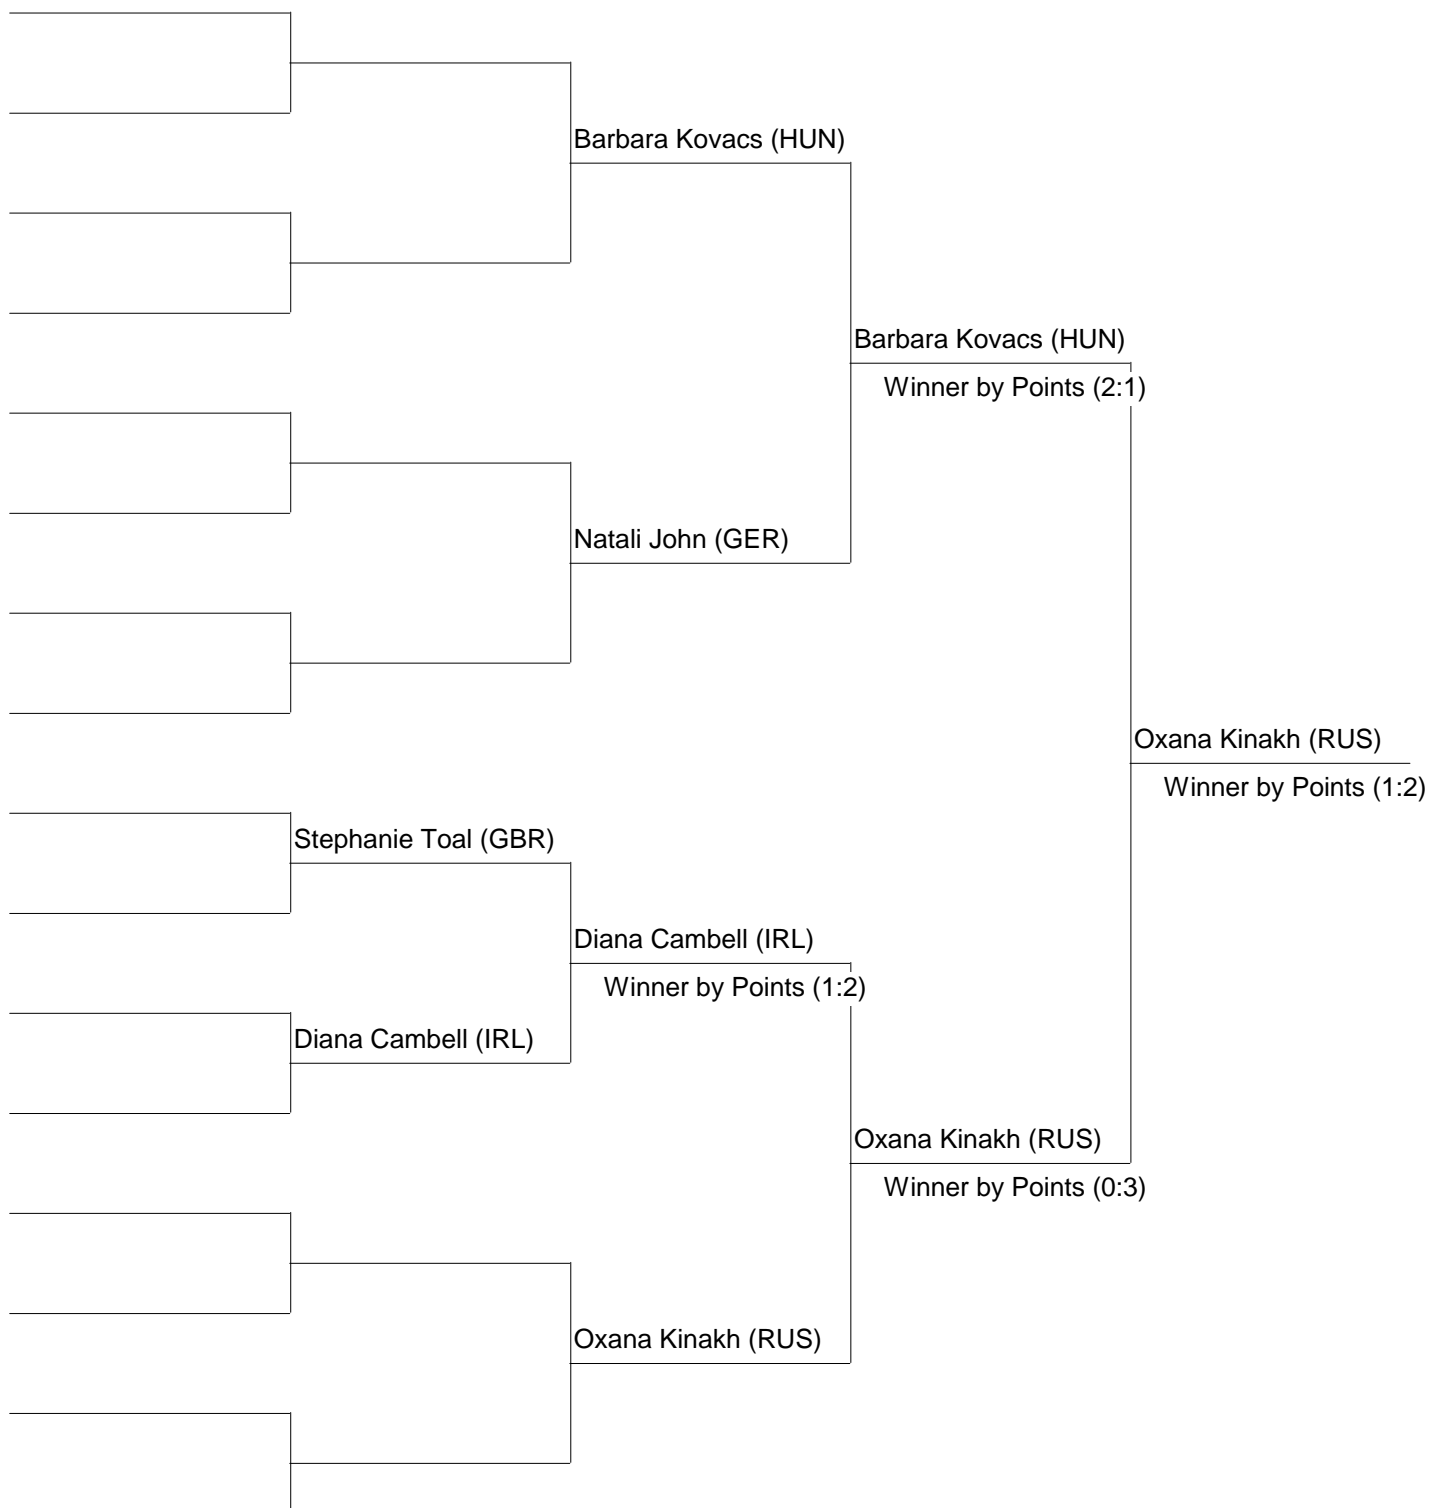 Barbara Kovacs (HUN)
Barbara Kovacs (HUN)
Winner by Points (2:1)
Natali John (GER)
Oxana Kinakh (RUS)
Winner by Points (1:2)
Stephanie Toal (GBR)
Diana Cambell (IRL)
Winner by Points (1:2)
Diana Cambell (IRL)
Oxana Kinakh (RUS)
Winner by Points (0:3)
Oxana Kinakh (RUS)